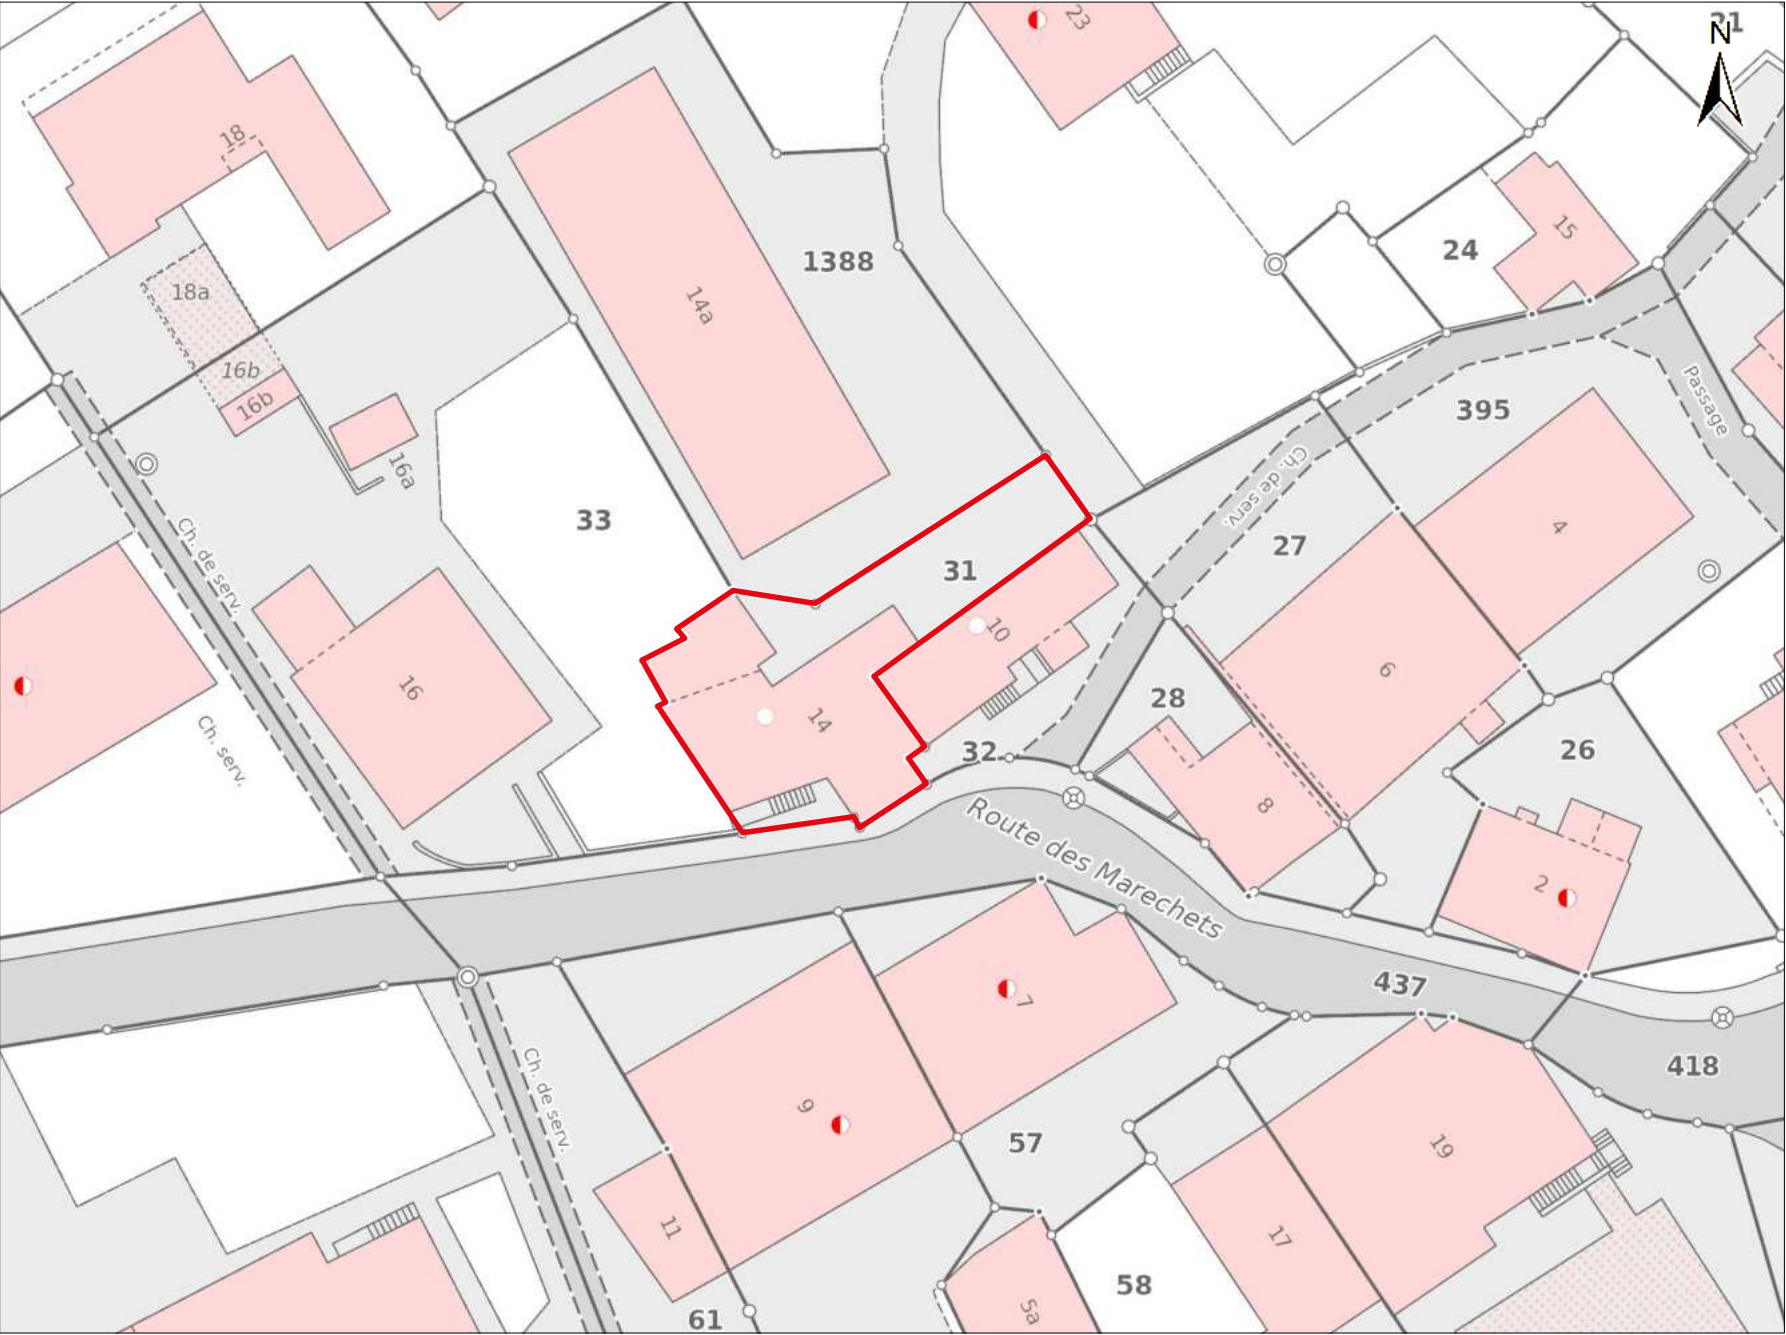 23
21
N
18
15
24
1388
18a
14a
16b
16b
395
Passage
16a
Ch. de serv.
4
33
Ch. de serv.
27
31
10
6
16
14
28
Ch. serv.
32
26
8
Route des Marechets
2
437
7
418
Ch. de serv.
9
57
19
11
17
58
5a
61